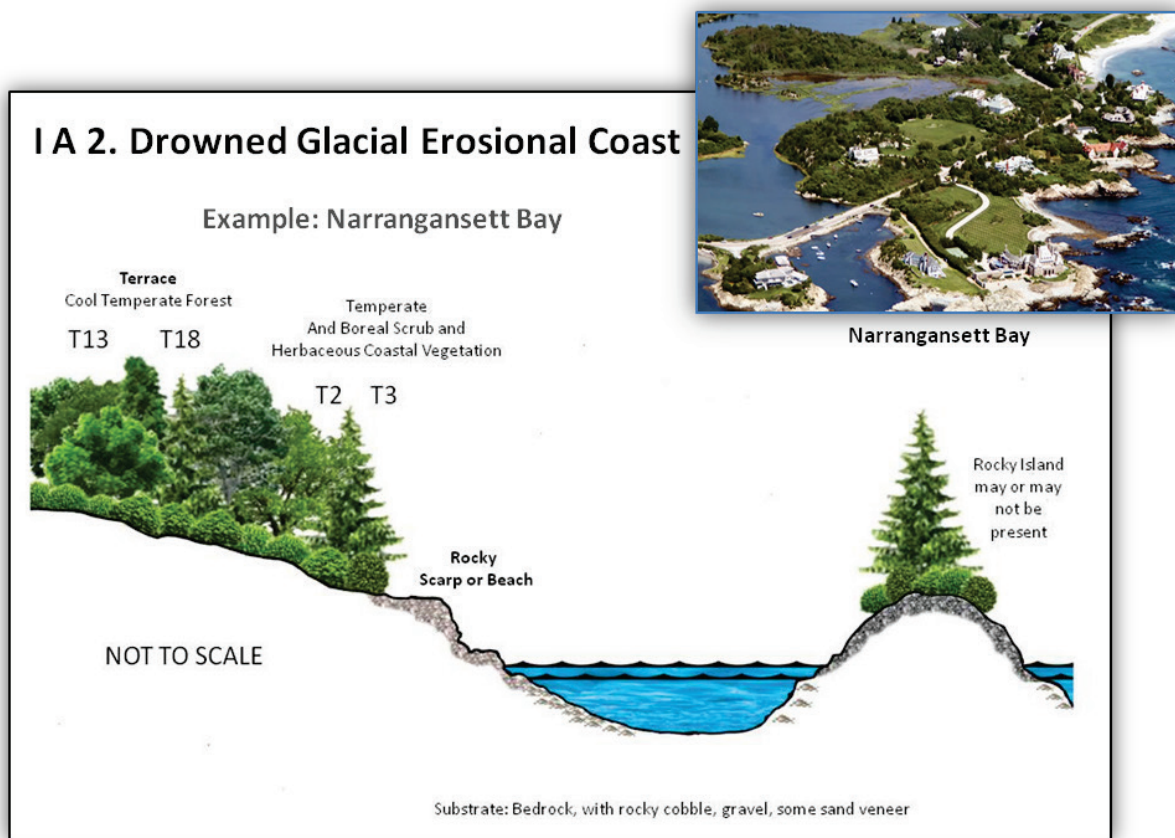 I A 2. Drowned Glacial Erosional Coast
Example: Narrangansett Bay
Narrangansett Bay
Terrace
Cool Temperate Forest
T13 T18
Temperate
And Boreal Scrub and
Herbaceous Coastal Vegetation
T2 T3
Rocky
Scarp or Beach
Rocky Island
may or may
not be
present
NOT TO SCALE
Substrate: Bedrock, with rocky cobble, gravel, some sand veneer